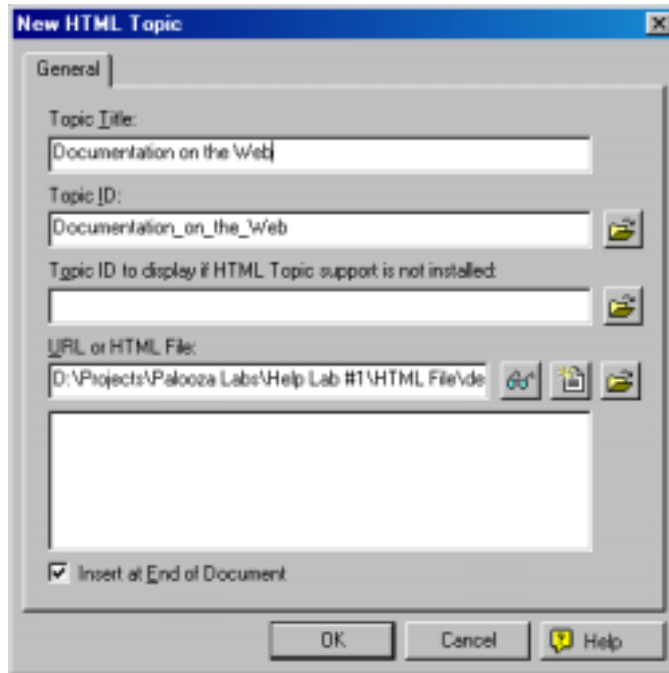 New HTML Topic
General
Topic Title:
Documentation on the Web
Topic ID:
Documentation_on_the_Web
Topic ID to display if HTML Topic support is not installed:
URL or HTML File:
D:\Projects\Palooza Labs\Help Lab #1\HTML File\de
Insert at End of Document
OK Cancel Help